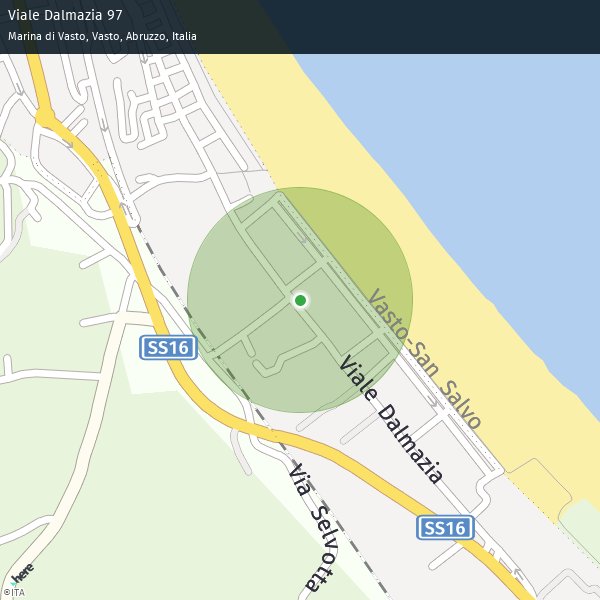 Viale Dalmazia 97
Marina di Vasto, Vasto, Abruzzo, Italia
Vasto-San Salvo
SS16
Viale Dalmazia
Via Selvotta
SS16
here
©ITA